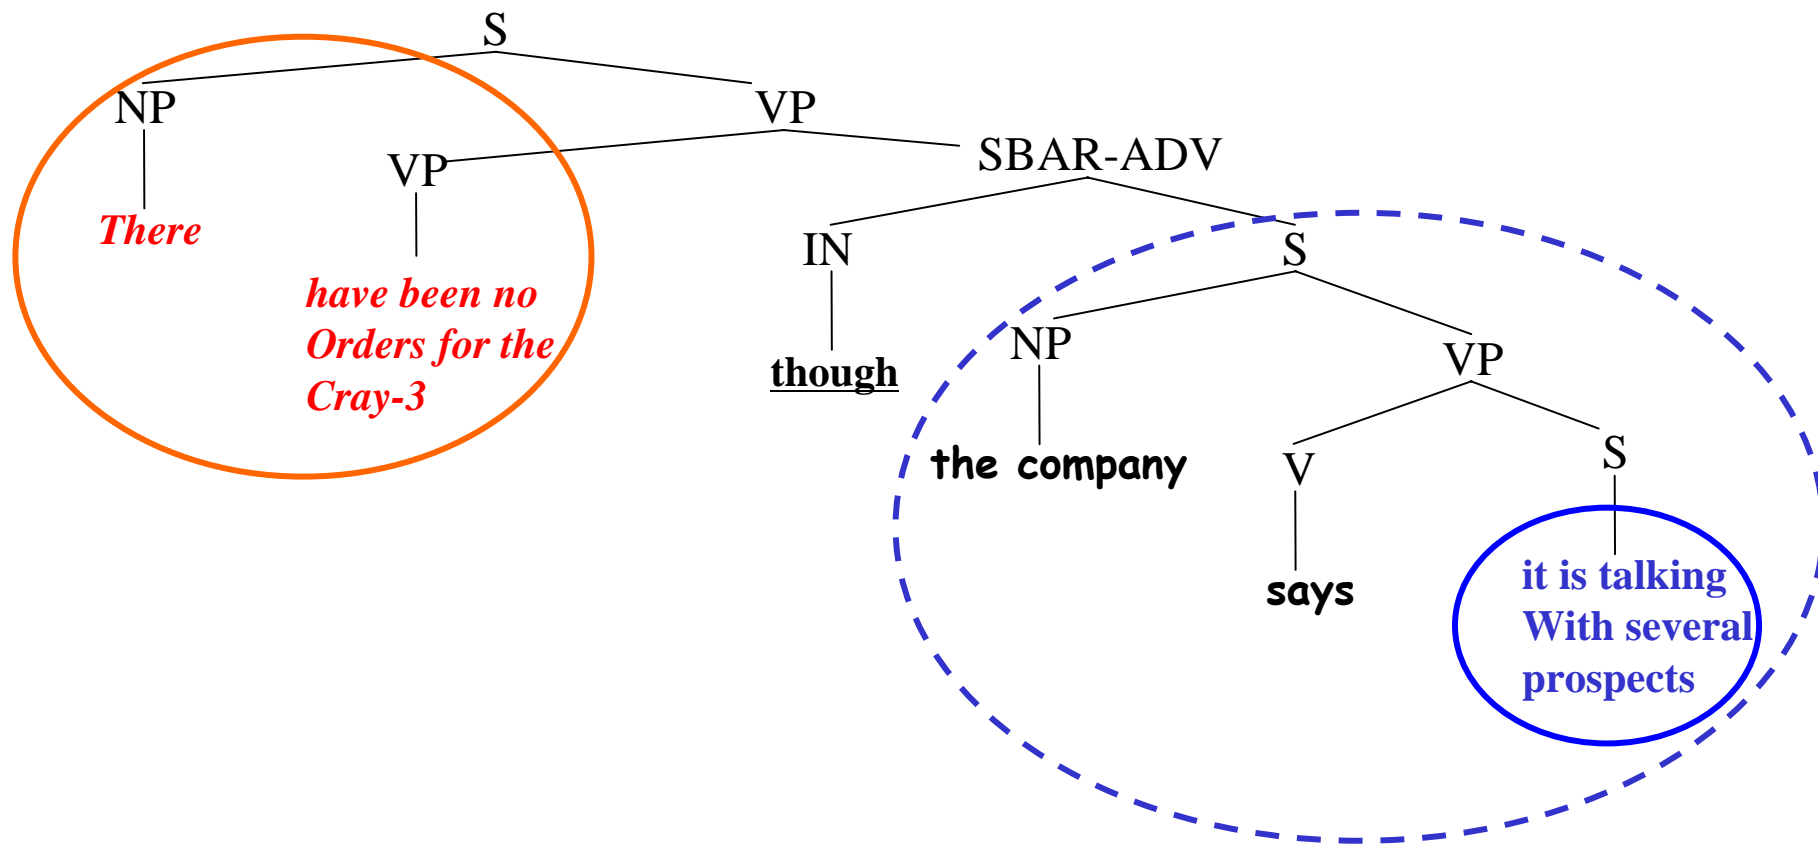 S
NP
VP
VP
SBAR-ADV
There
IN
S
have been no
Orders for the
Cray-3
though
NP
VP
the company
V
S
says
it is talking
With several
prospects